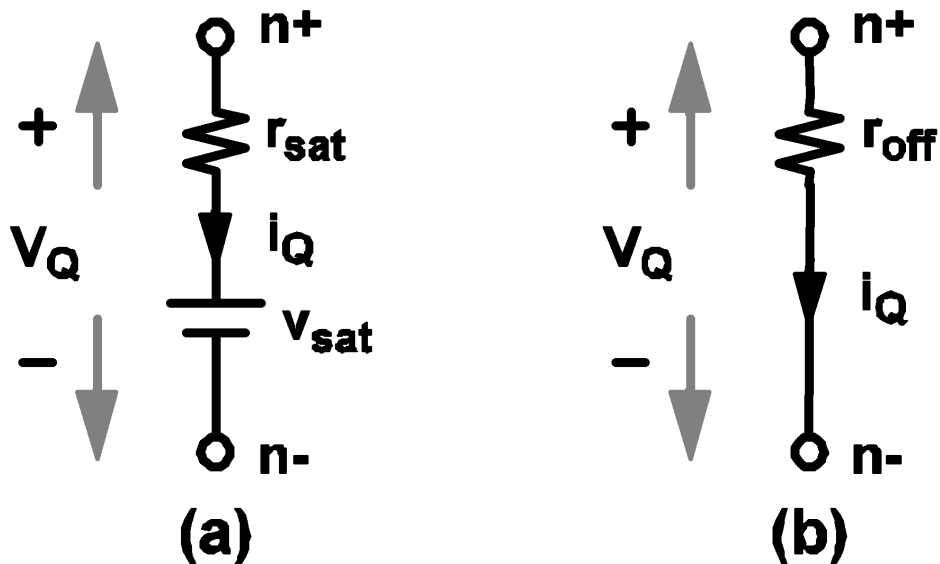 n+
+
r_sat
i_Q
V_Q
v_sat
−
n-
(a)
n+
+
r_off
V_Q
i_Q
−
n-
(b)